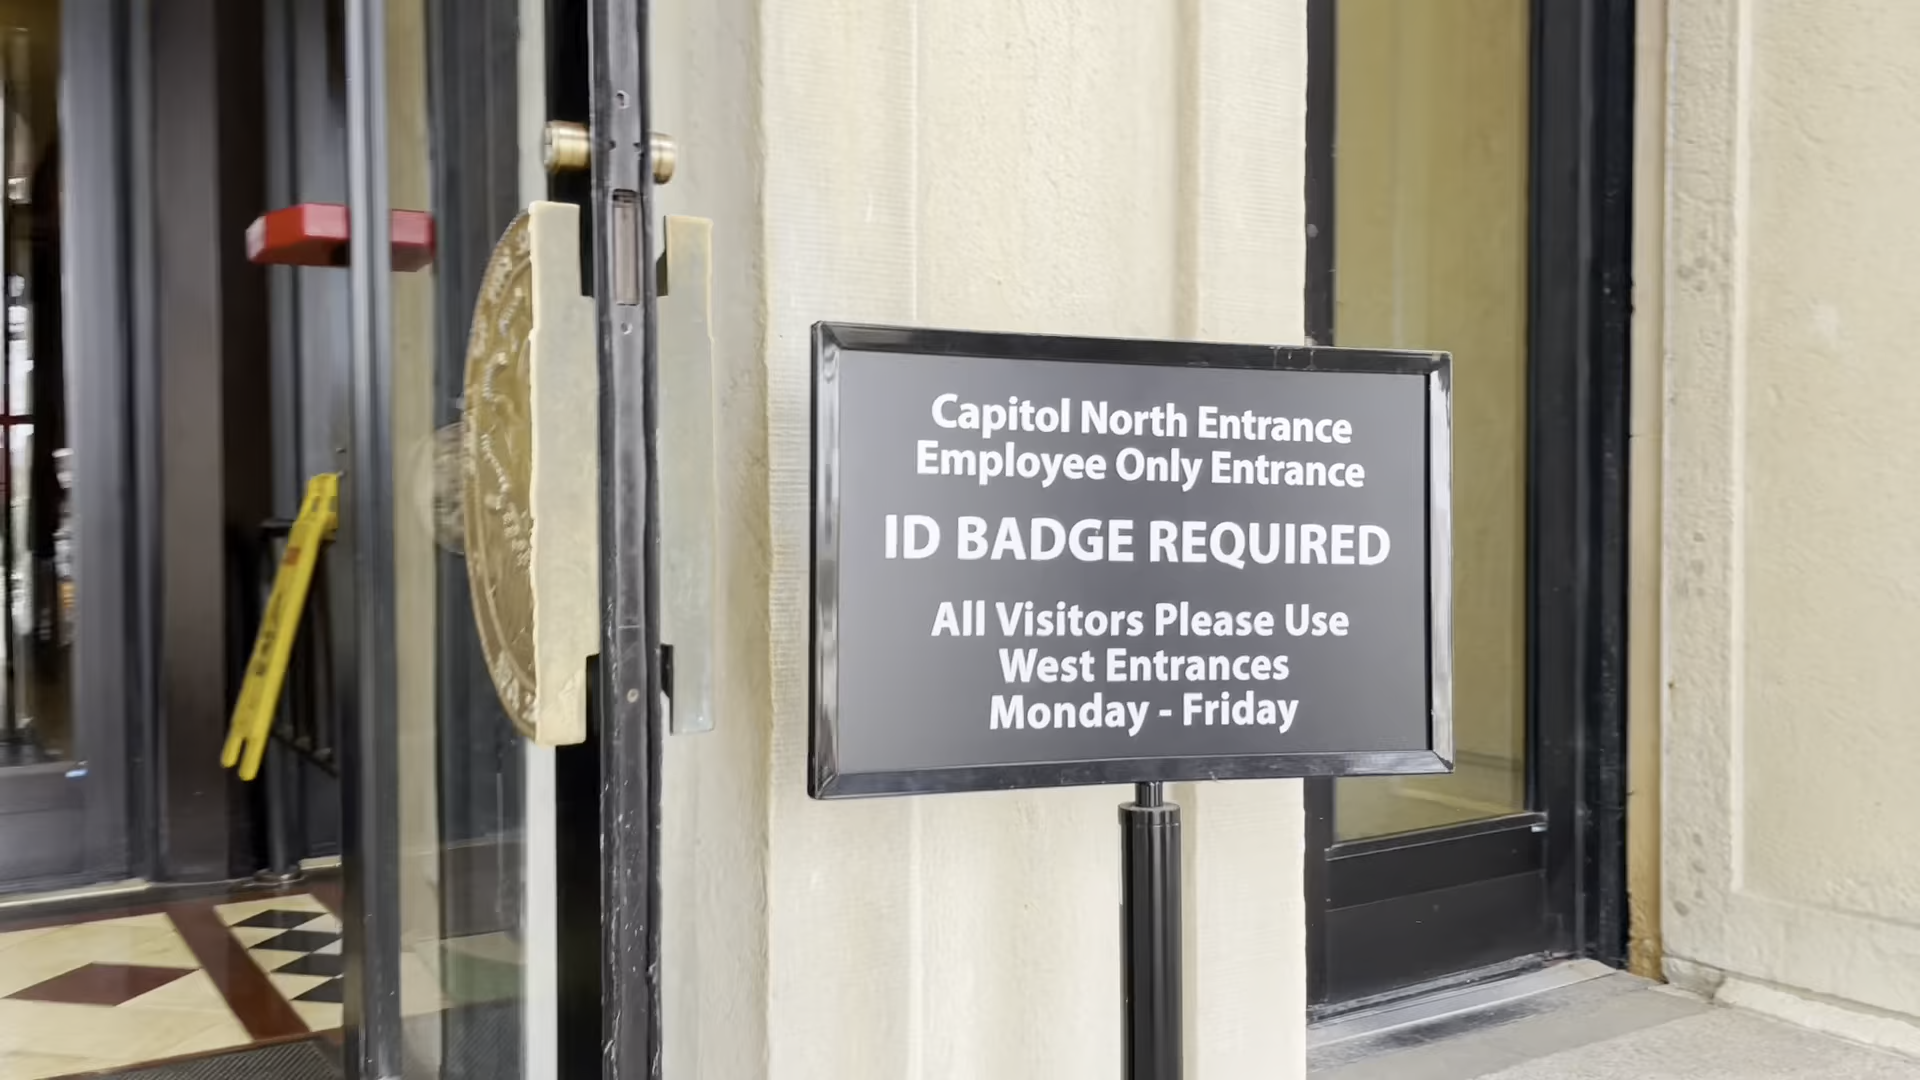 Capitol North Entrance
Employee Only Entrance
ID BADGE REQUIRED
All Visitors Please Use
West Entrances
Monday - Friday